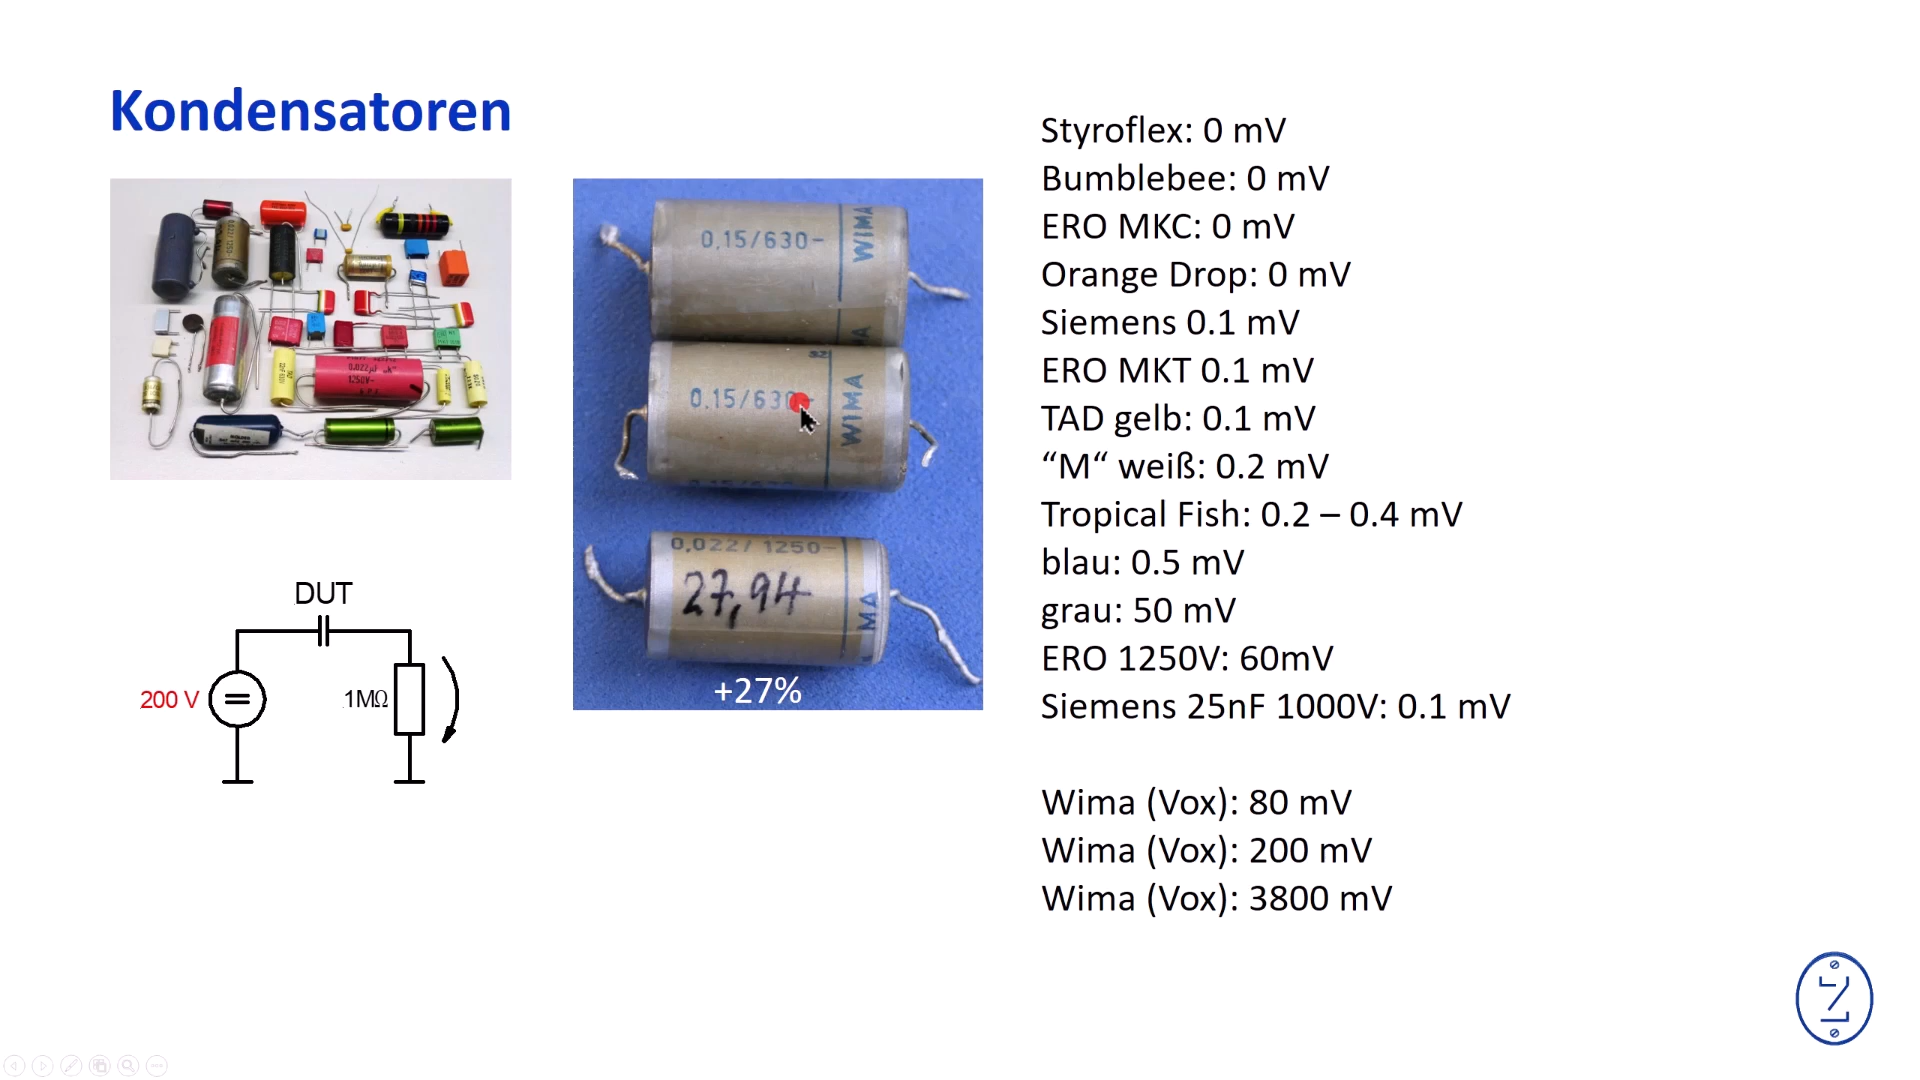 Kondensatoren
0,15/630-
WIMA
0,15/630-
WIMA
0,022/ 1250-
27,94
MA
+27%
DUT
200 V
1MΩ
Styroflex: 0 mV
Bumblebee: 0 mV
ERO MKC: 0 mV
Orange Drop: 0 mV
Siemens 0.1 mV
ERO MKT 0.1 mV
TAD gelb: 0.1 mV
“M“ weiß: 0.2 mV
Tropical Fish: 0.2 – 0.4 mV
blau: 0.5 mV
grau: 50 mV
ERO 1250V: 60mV
Siemens 25nF 1000V: 0.1 mV
Wima (Vox): 80 mV
Wima (Vox): 200 mV
Wima (Vox): 3800 mV